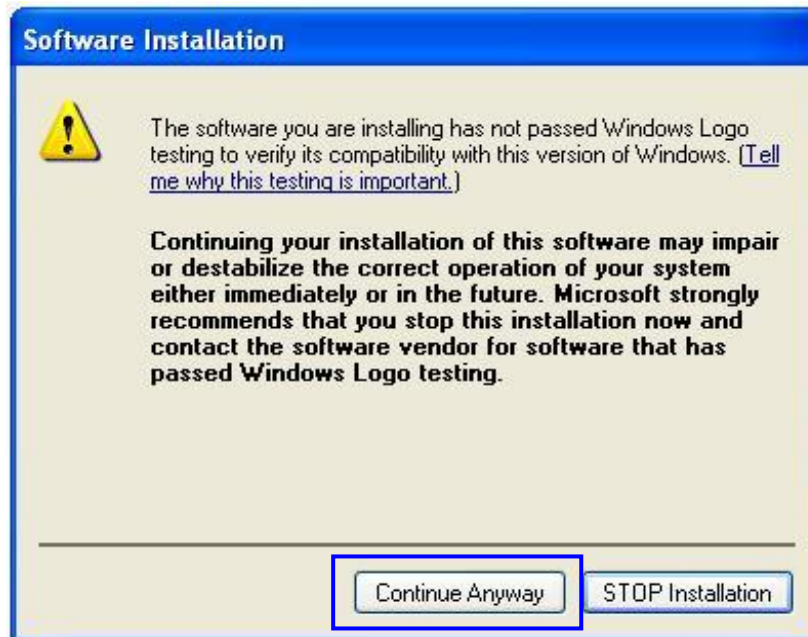 Software Installation
The software you are installing has not passed Windows Logo
testing to verify its compatibility with this version of Windows. (Tell
me why this testing is important.)
Continuing your installation of this software may impair
or destabilize the correct operation of your system
either immediately or in the future. Microsoft strongly
recommends that you stop this installation now and
contact the software vendor for software that has
passed Windows Logo testing.
Continue Anyway
STOP Installation